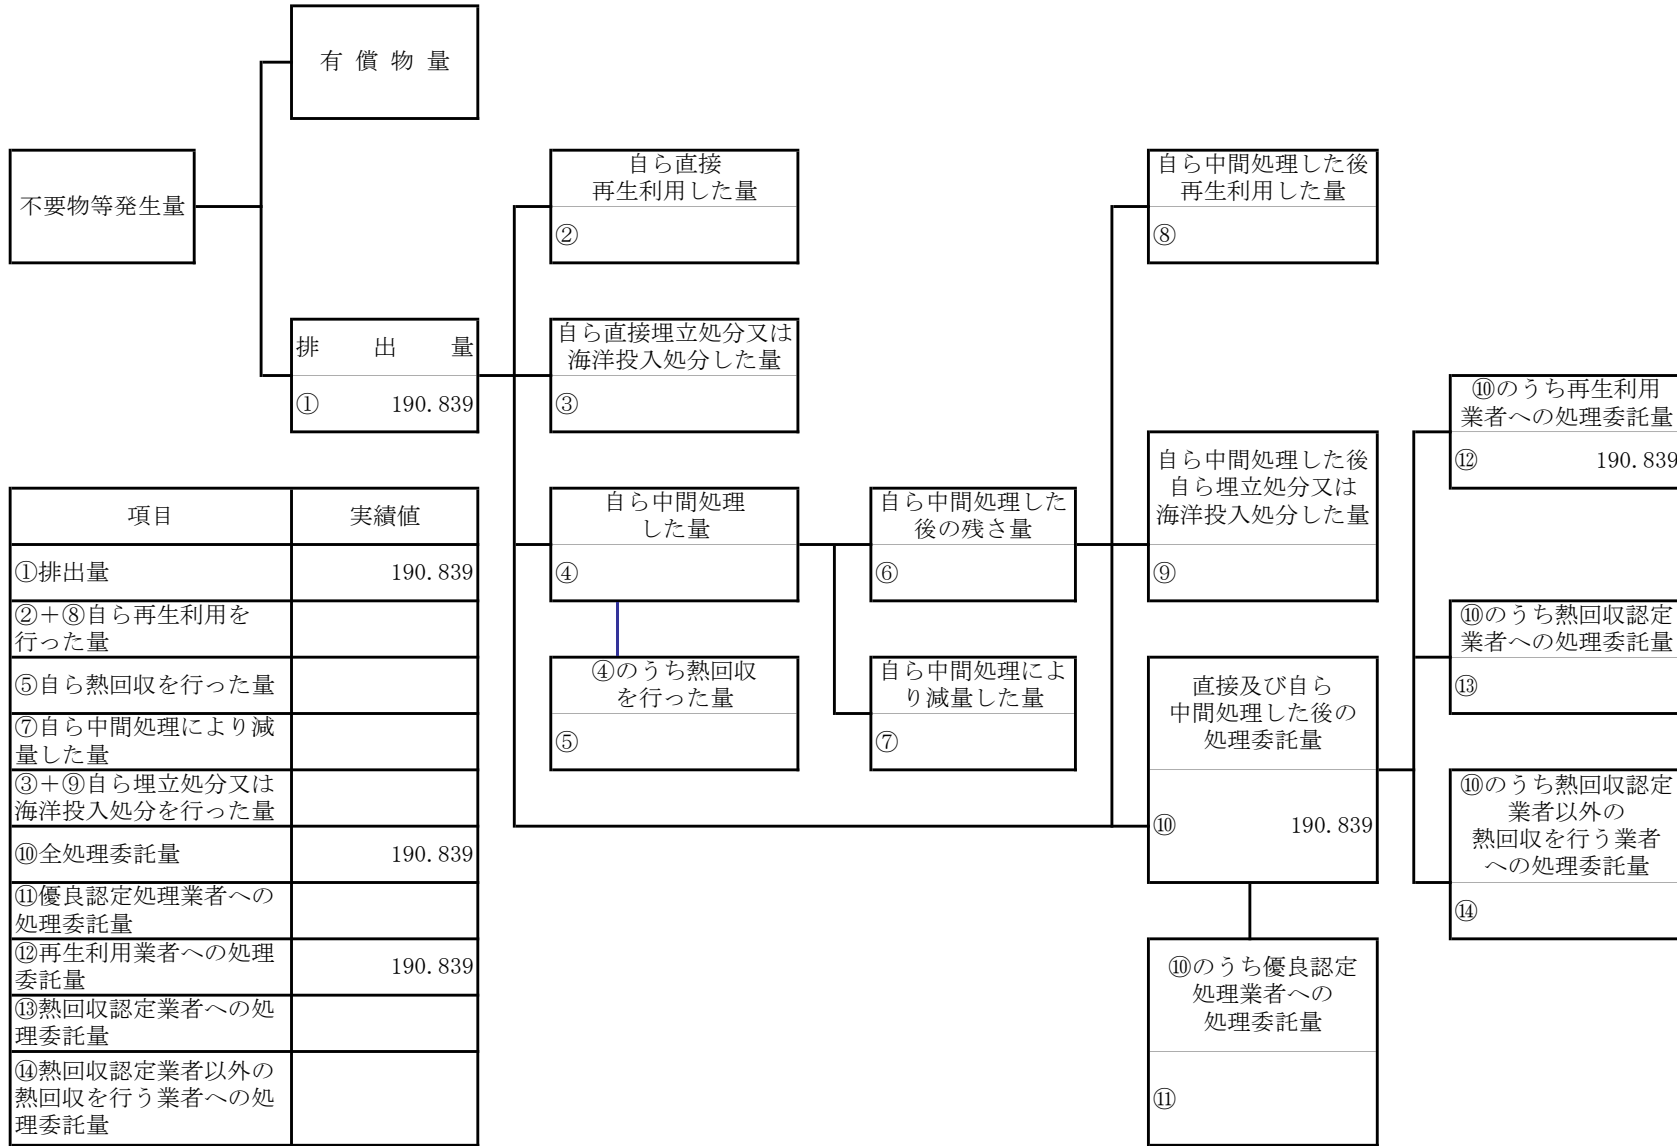 有 償 物 量
不要物等発生量
排 出 量
① 190.839
自ら直接
再生利用した量
②
自ら直接埋立処分又は
海洋投入処分した量
③
自ら中間処理
した量
④
④のうち熱回収
を行った量
⑤
自ら中間処理した
後の残さ量
⑥
自ら中間処理によ
り減量した量
⑦
自ら中間処理した後
再生利用した量
⑧
自ら中間処理した後
自ら埋立処分又は
海洋投入処分した量
⑨
直接及び自ら
中間処理した後の
処理委託量
⑩ 190.839
⑩のうち優良認定
処理業者への
処理委託量
⑪
⑩のうち再生利用
業者への処理委託量
⑫ 190.839
⑩のうち熱回収認定
業者への処理委託量
⑬
⑩のうち熱回収認定
業者以外の
熱回収を行う業者
への処理委託量
⑭
項目 実績値
①排出量 190.839
②+⑧自ら再生利用を
行った量
⑤自ら熱回収を行った量
⑦自ら中間処理により減
量した量
③+⑨自ら埋立処分又は
海洋投入処分を行った量
⑩全処理委託量 190.839
⑪優良認定処理業者への
処理委託量
⑫再生利用業者への処理
委託量 190.839
⑬熱回収認定業者への処
理委託量
⑭熱回収認定業者以外の
熱回収を行う業者への処
理委託量